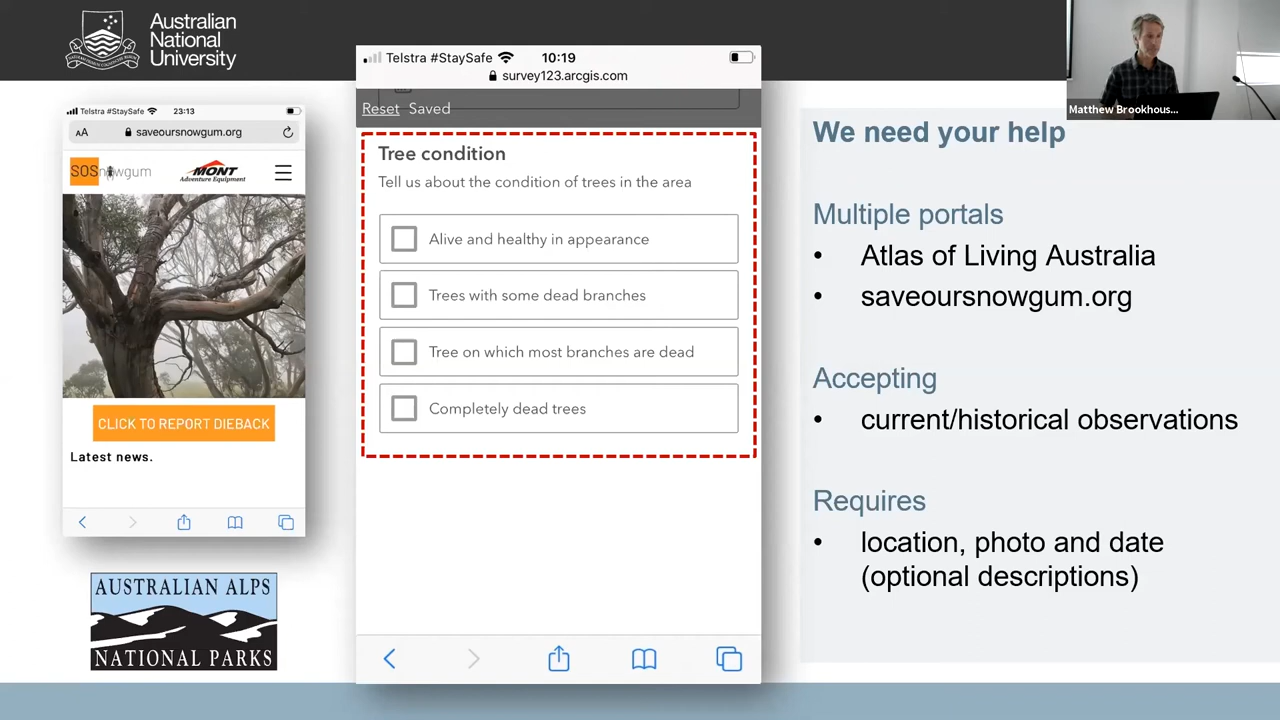 Australian
National
University
Telstra #StaySafe 23:13
AA saveoursnowgum.org
SOSnowgum
MONT
Adventure Equipment
CLICK TO REPORT DIEBACK
Latest news.
AUSTRALIAN ALPS
NATIONAL PARKS
Telstra #StaySafe 10:19
survey123.arcgis.com
Reset Saved
Tree condition
Tell us about the condition of trees in the area
Alive and healthy in appearance
Trees with some dead branches
Tree on which most branches are dead
Completely dead trees
Matthew Brookhous...
We need your help
Multiple portals
• Atlas of Living Australia
• saveoursnowgum.org
Accepting
• current/historical observations
Requires
• location, photo and date
(optional descriptions)